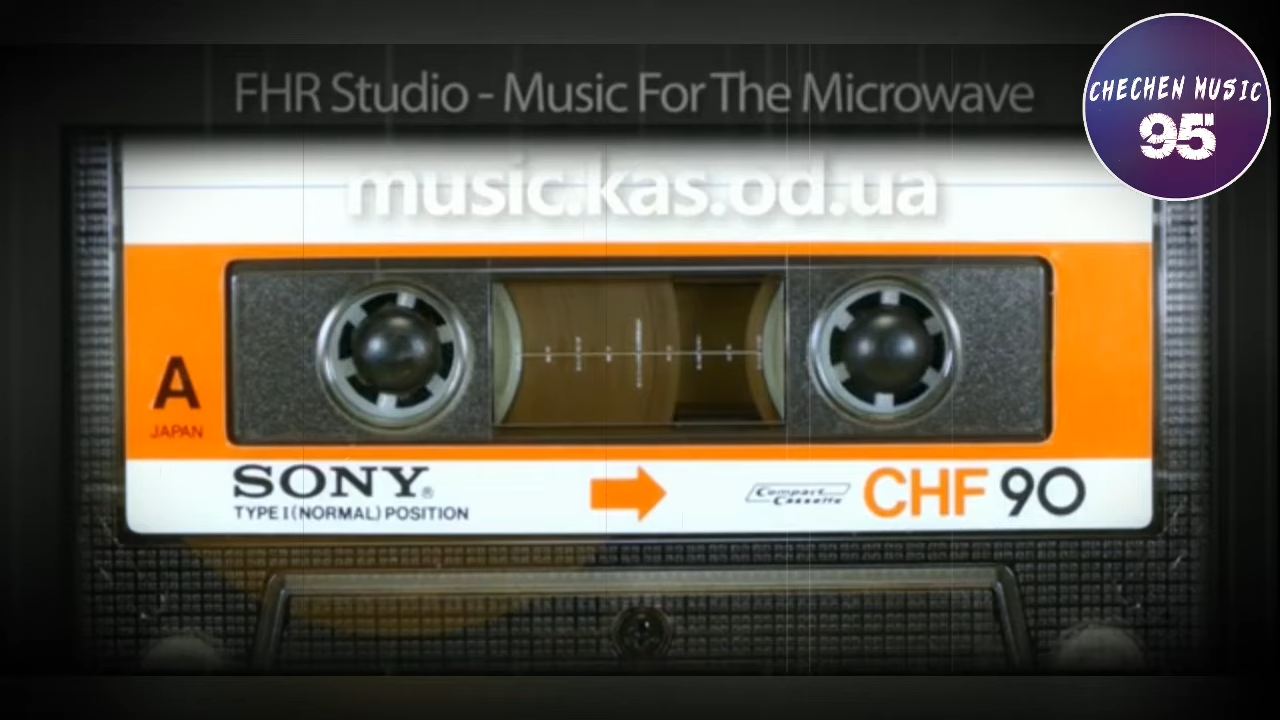 FHR Studio - Music For The Microwave
CHECHEN MUSIC
95
music.kas.od.ua
A
JAPAN
SONY®
TYPE I (NORMAL) POSITION
Compact
Cassette
CHF 90